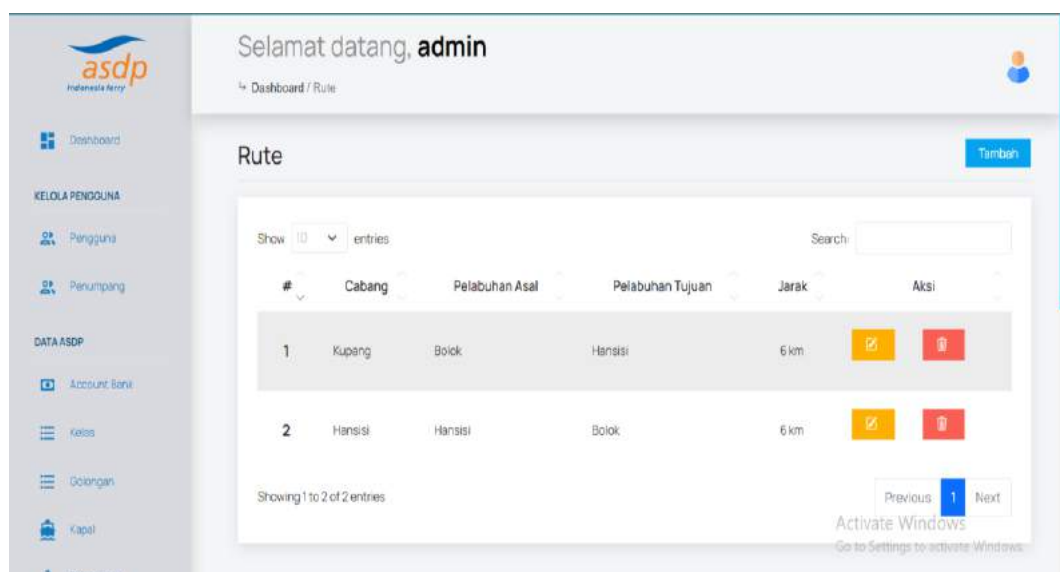 asdp
Indonesia ferry
Selamat datang, admin
Dashboard / Rute
Dashboard
KELOLA PENGGUNA
Pengguna
Penumpang
DATA ASDP
Account Bank
Kelas
Golongan
Kapal
Rute
Tambah
Show 10 entries
Search:
# Cabang Pelabuhan Asal Pelabuhan Tujuan Jarak Aksi
1 Kupang Bolok Hansisi 6 km
2 Hansisi Hansisi Bolok 6 km
Showing 1 to 2 of 2 entries
Previous 1 Next
Activate Windows
Go to Settings to activate Windows.